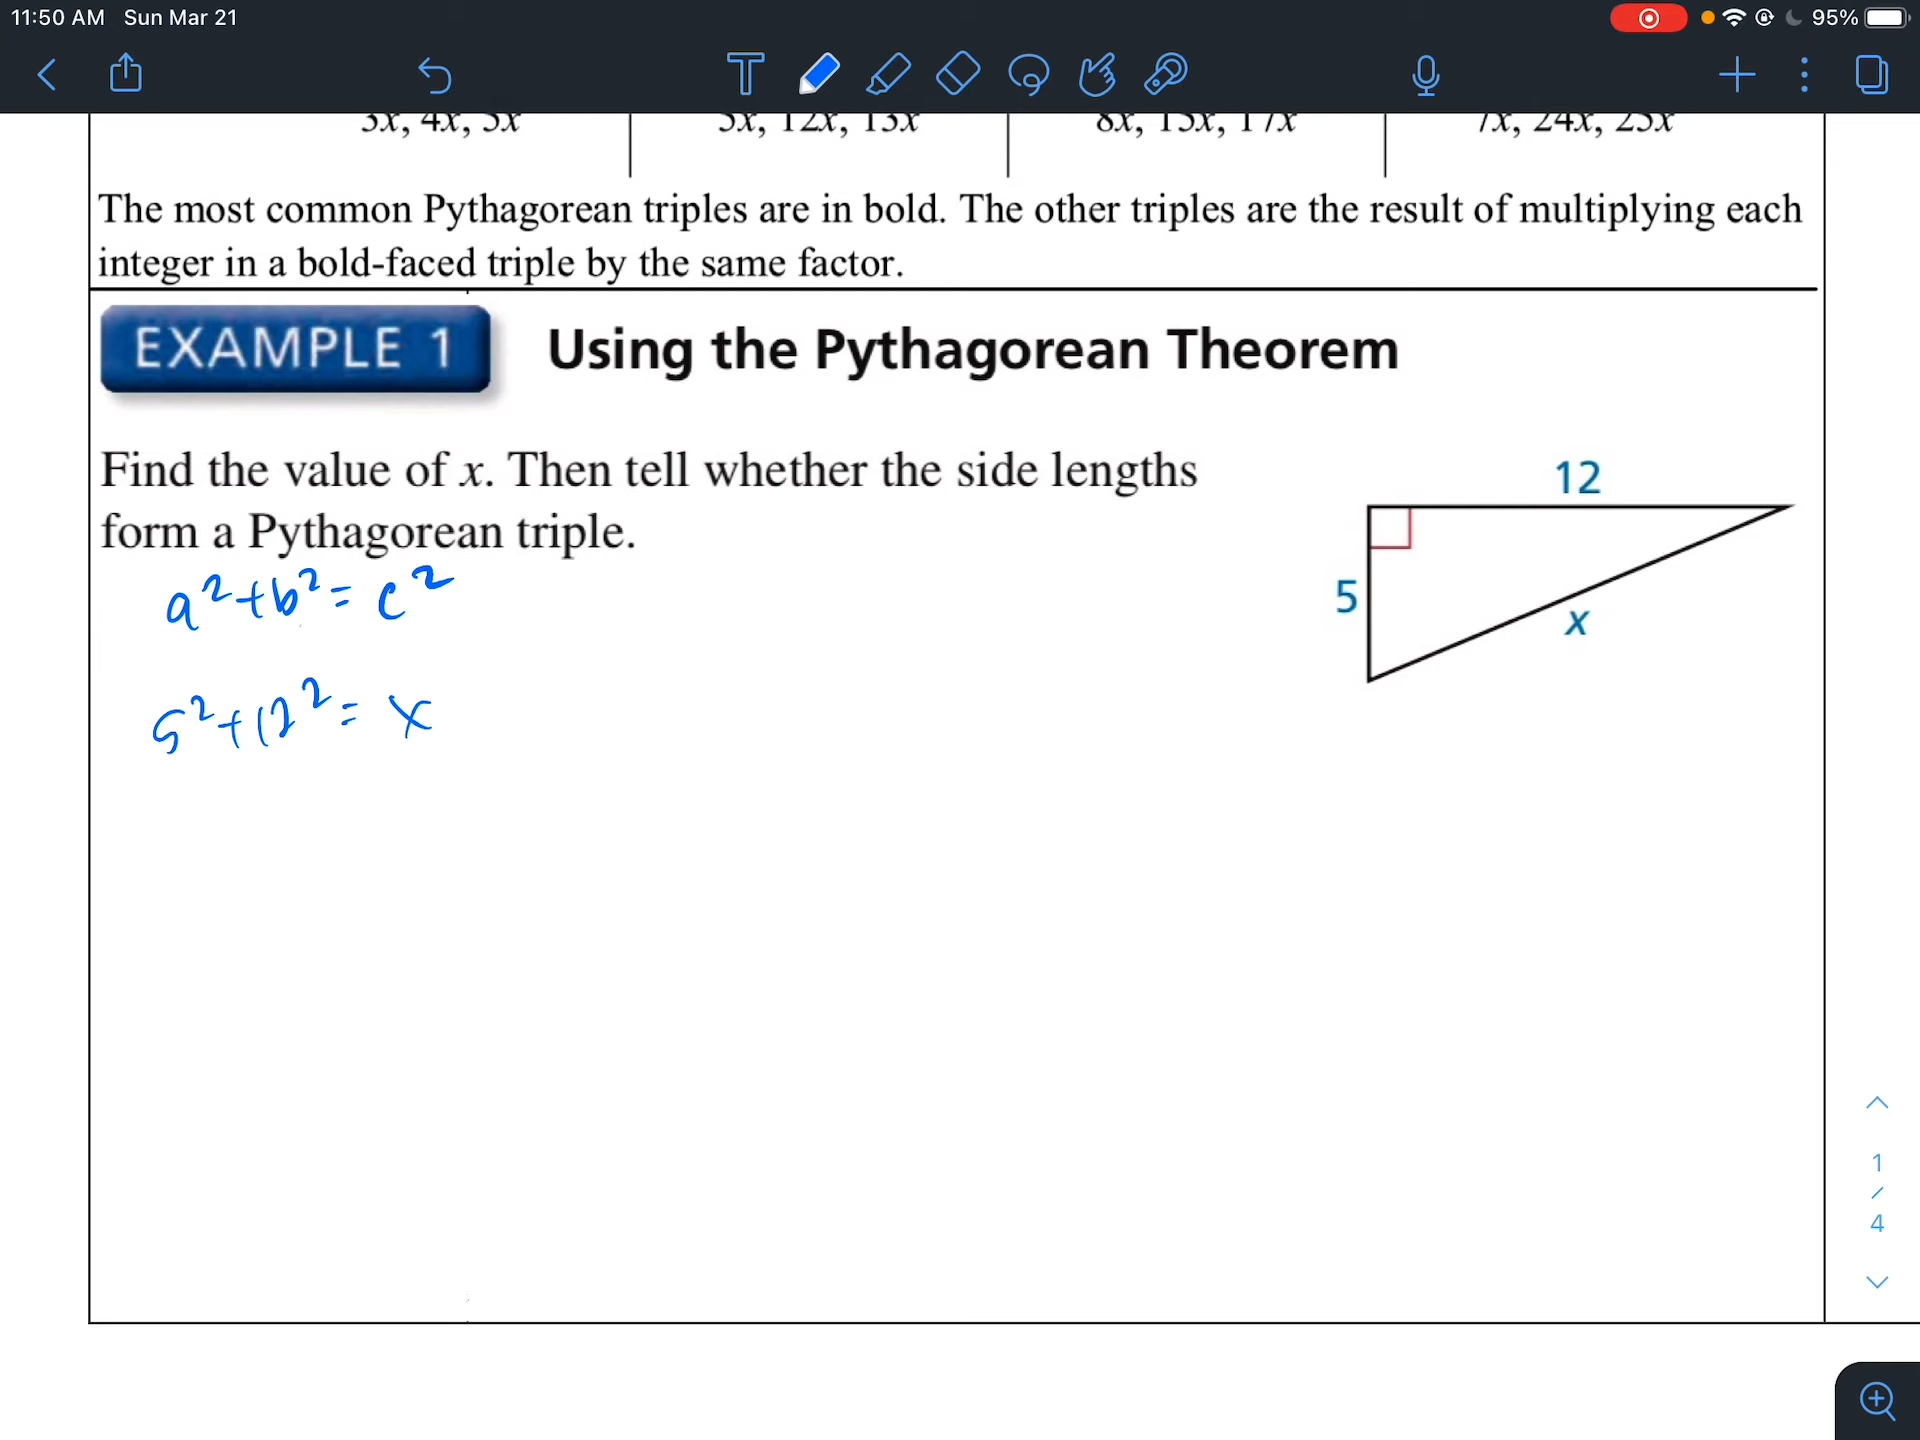 11:50 AM Sun Mar 21
95%
3x, 4x, 5x
5x, 12x, 13x
8x, 15x, 17x
7x, 24x, 25x
The most common Pythagorean triples are in bold. The other triples are the result of multiplying each
integer in a bold-faced triple by the same factor.
EXAMPLE 1 Using the Pythagorean Theorem
Find the value of x. Then tell whether the side lengths
form a Pythagorean triple.
12
5
x
a²+b²= c²
5²+12²= x
1
/
4